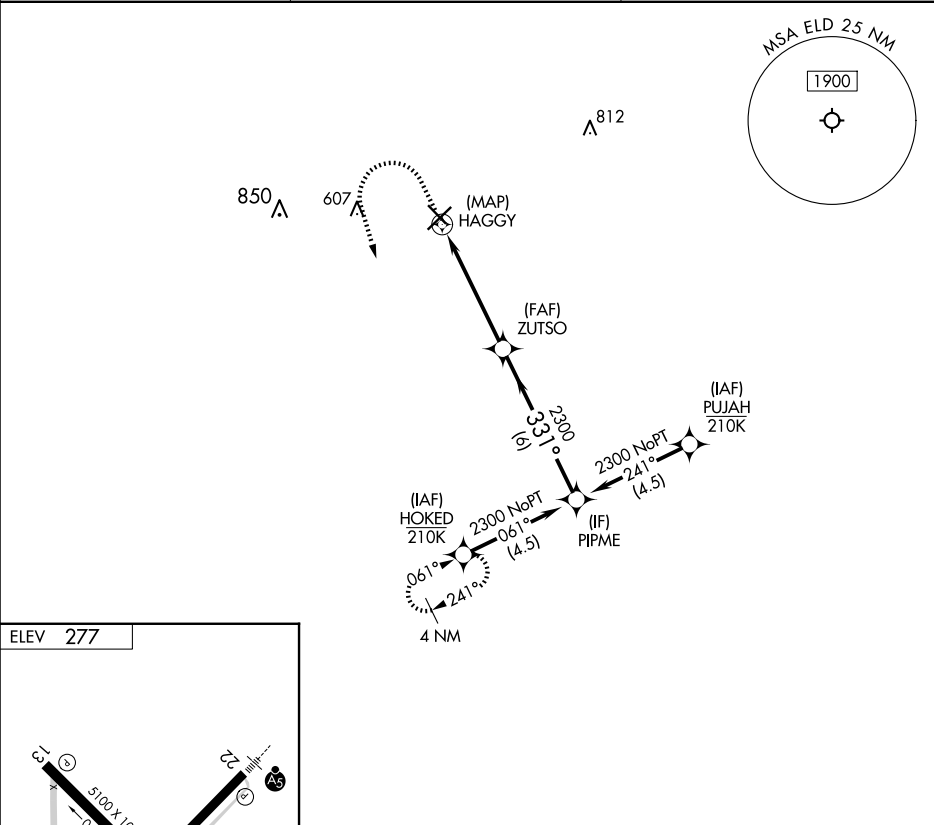 MSA ELD 25 NM
1900
812
850
607
(MAP)
HAGGY
(FAF)
ZUTSO
(IAF)
PUJAH
210K
2300
331°
(6)
2300 NoPT
241°
(4.5)
(IAF)
HOKED
210K
2300 NoPT
061°
(4.5)
(IF)
PIPME
061°
241°
4 NM
ELEV 277
13
P
22
A5
P
x